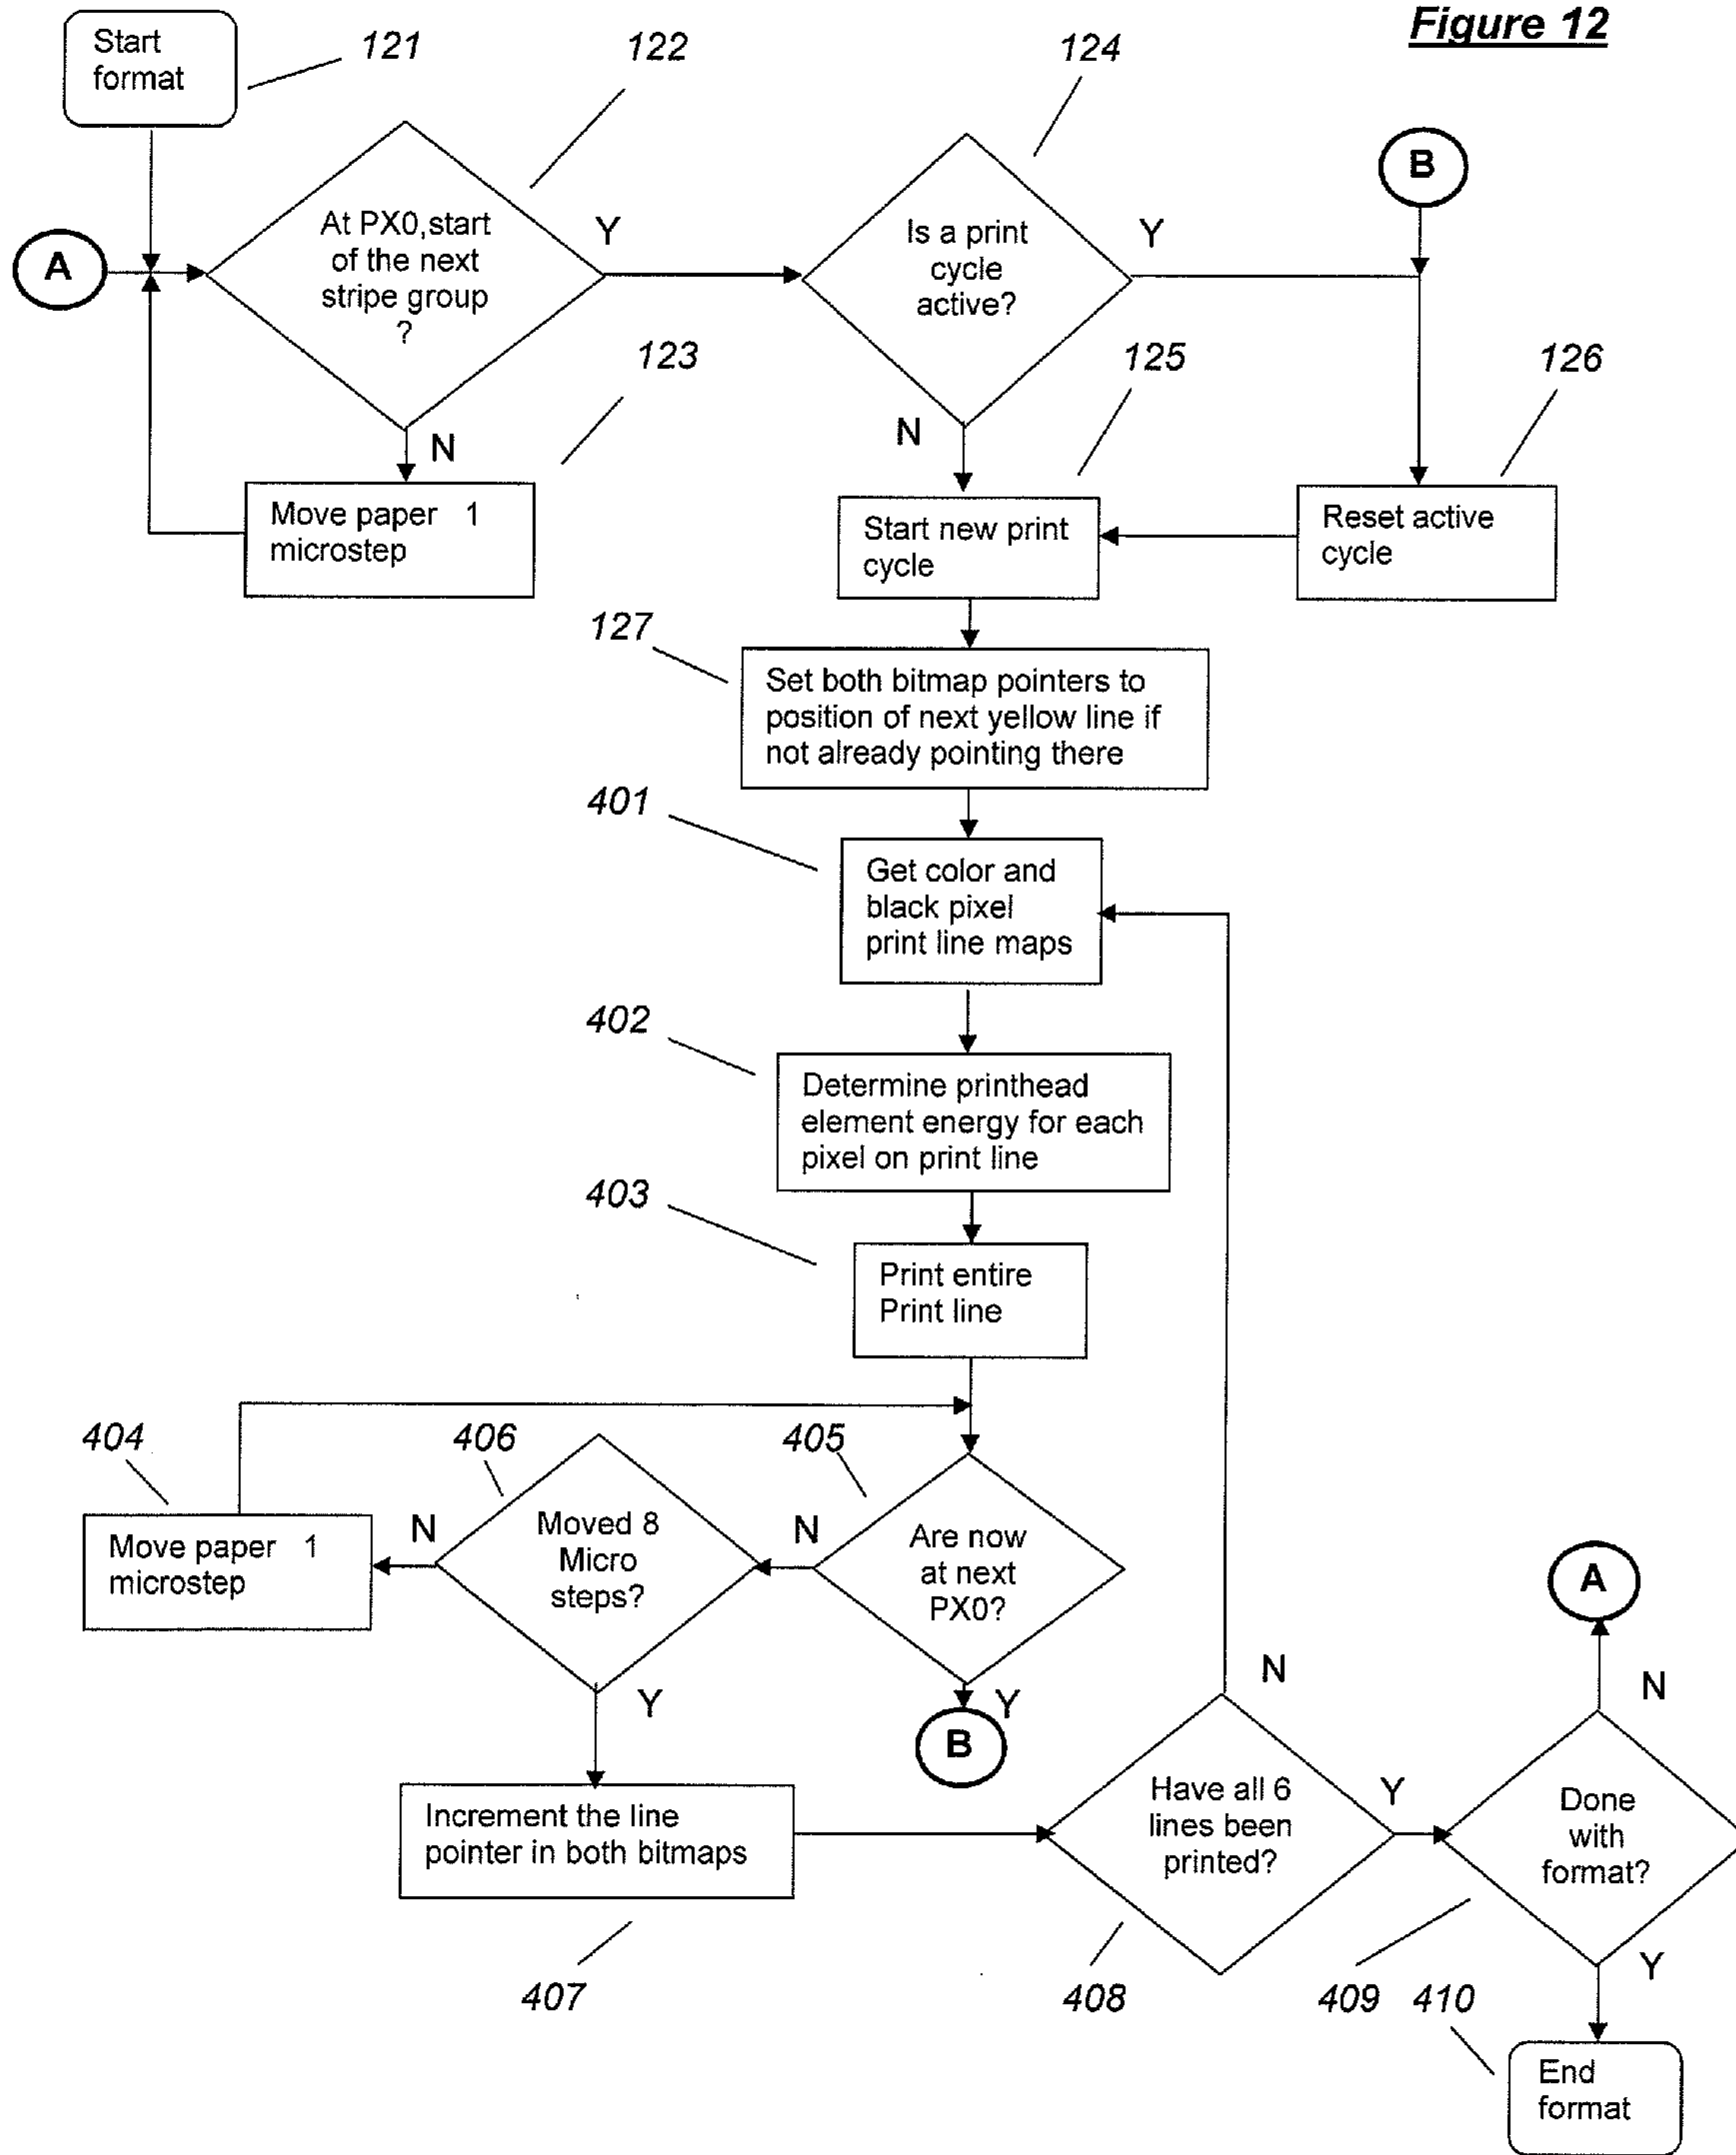 Figure 12
Start
format
121
122
124
B
A
At PX0,start
of the next
stripe group
?
Y
Is a print
cycle
active?
Y
123
125
126
N
N
Move paper 1
microstep
Start new print
cycle
Reset active
cycle
127
Set both bitmap pointers to
position of next yellow line if
not already pointing there
401
Get color and
black pixel
print line maps
402
Determine printhead
element energy for each
pixel on print line
403
Print entire
Print line
404
406
405
Move paper 1
microstep
N
Moved 8
Micro
steps?
N
Are now
at next
PX0?
A
Y
Y
B
N
N
Increment the line
pointer in both bitmaps
Have all 6
lines been
printed?
Y
Done
with
format?
Y
407
408
409
410
End
format